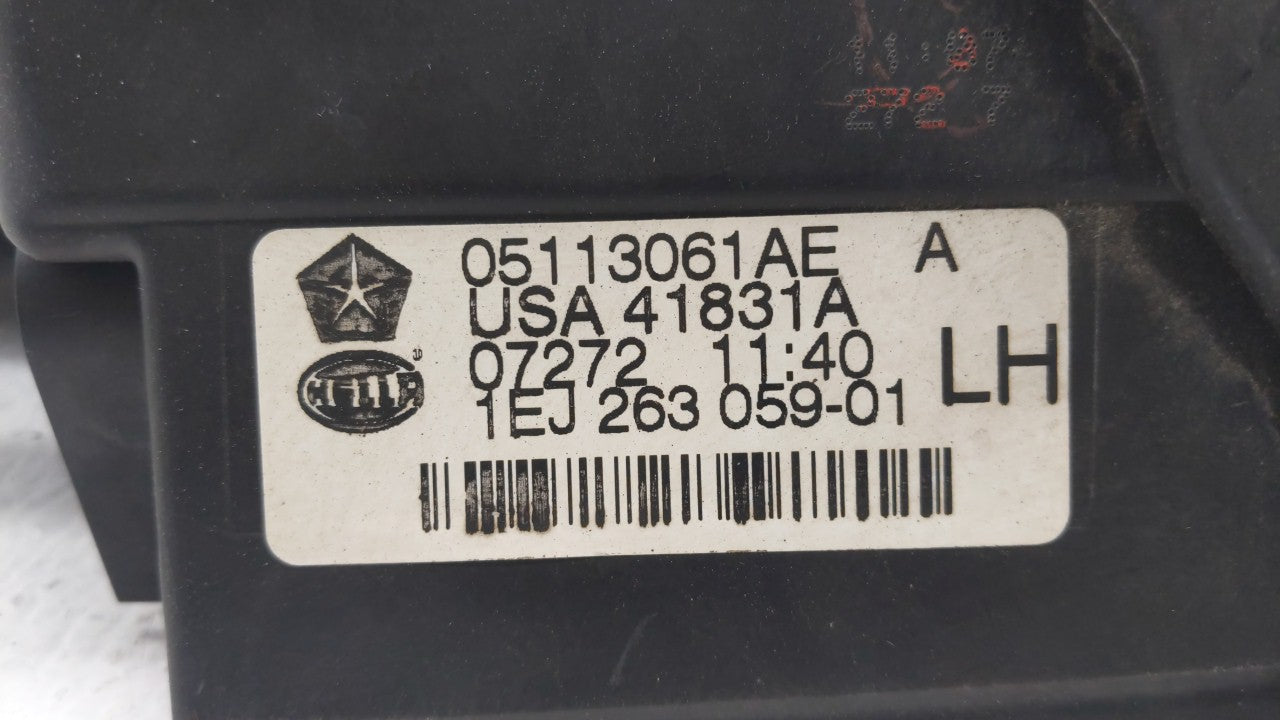 05113061AE A
USA 41831A
07272 11:40
LH
1EJ 263 059-01